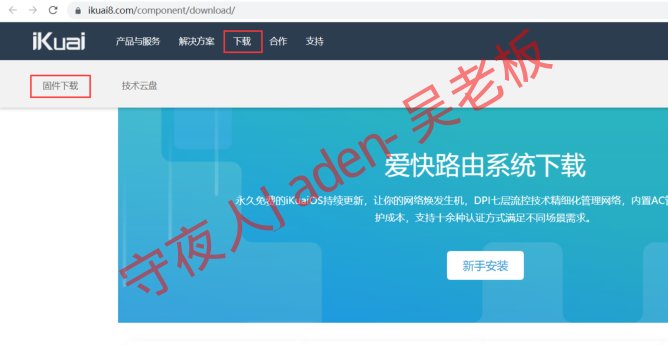 ikuai8.com/component/download/
iKuai 产品与服务 解决方案 下载 合作 支持
固件下载 技术云盘
爱快路由系统下载
永久免费的iKuaiOS持续更新，让你的网络焕发生机，DPI七层流控技术精细化管理网络，内置AC管
护成本，支持十余种认证方式满足不同场景需求。
新手安装
守夜人Jaden-吴老板